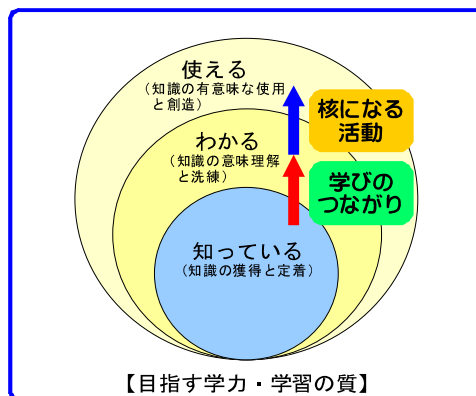 使える
（知識の有意味な使用
と創造）
核になる
活動
わかる
（知識の意味理解
と洗練）
学びの
つながり
知っている
（知識の獲得と定着）
【目指す学力・学習の質】